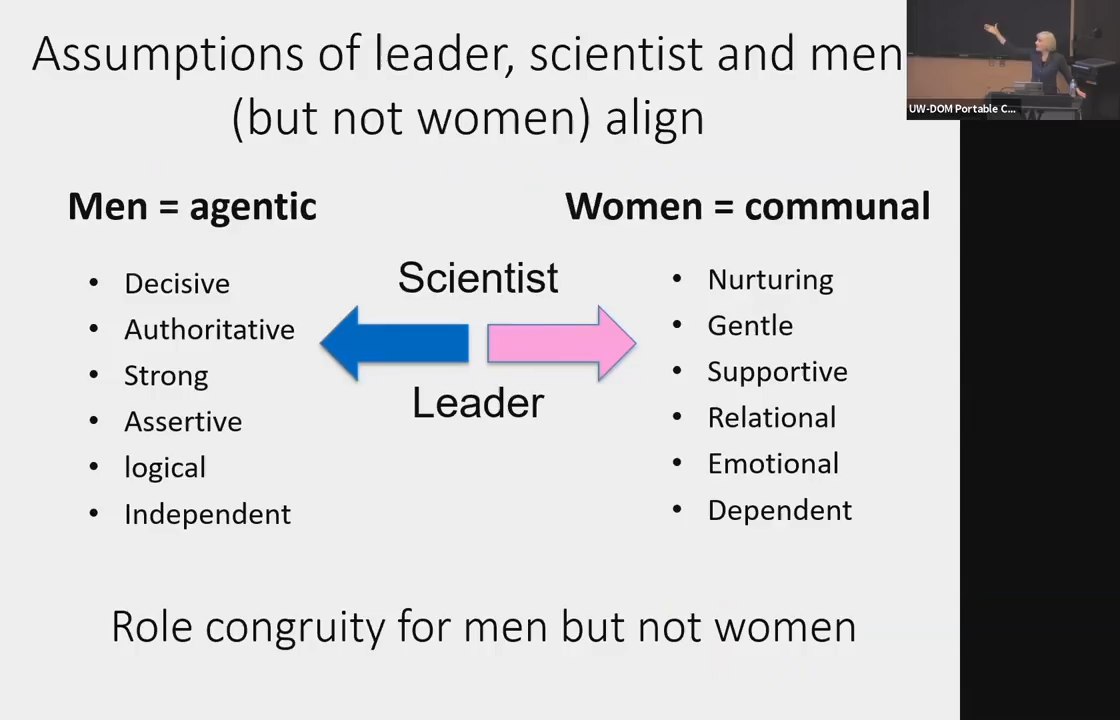 Assumptions of leader, scientist and men
(but not women) align
UW-DOM Portable C...
Men = agentic
• Decisive
• Authoritative
• Strong
• Assertive
• logical
• Independent
Scientist
Leader
Women = communal
• Nurturing
• Gentle
• Supportive
• Relational
• Emotional
• Dependent
Role congruity for men but not women